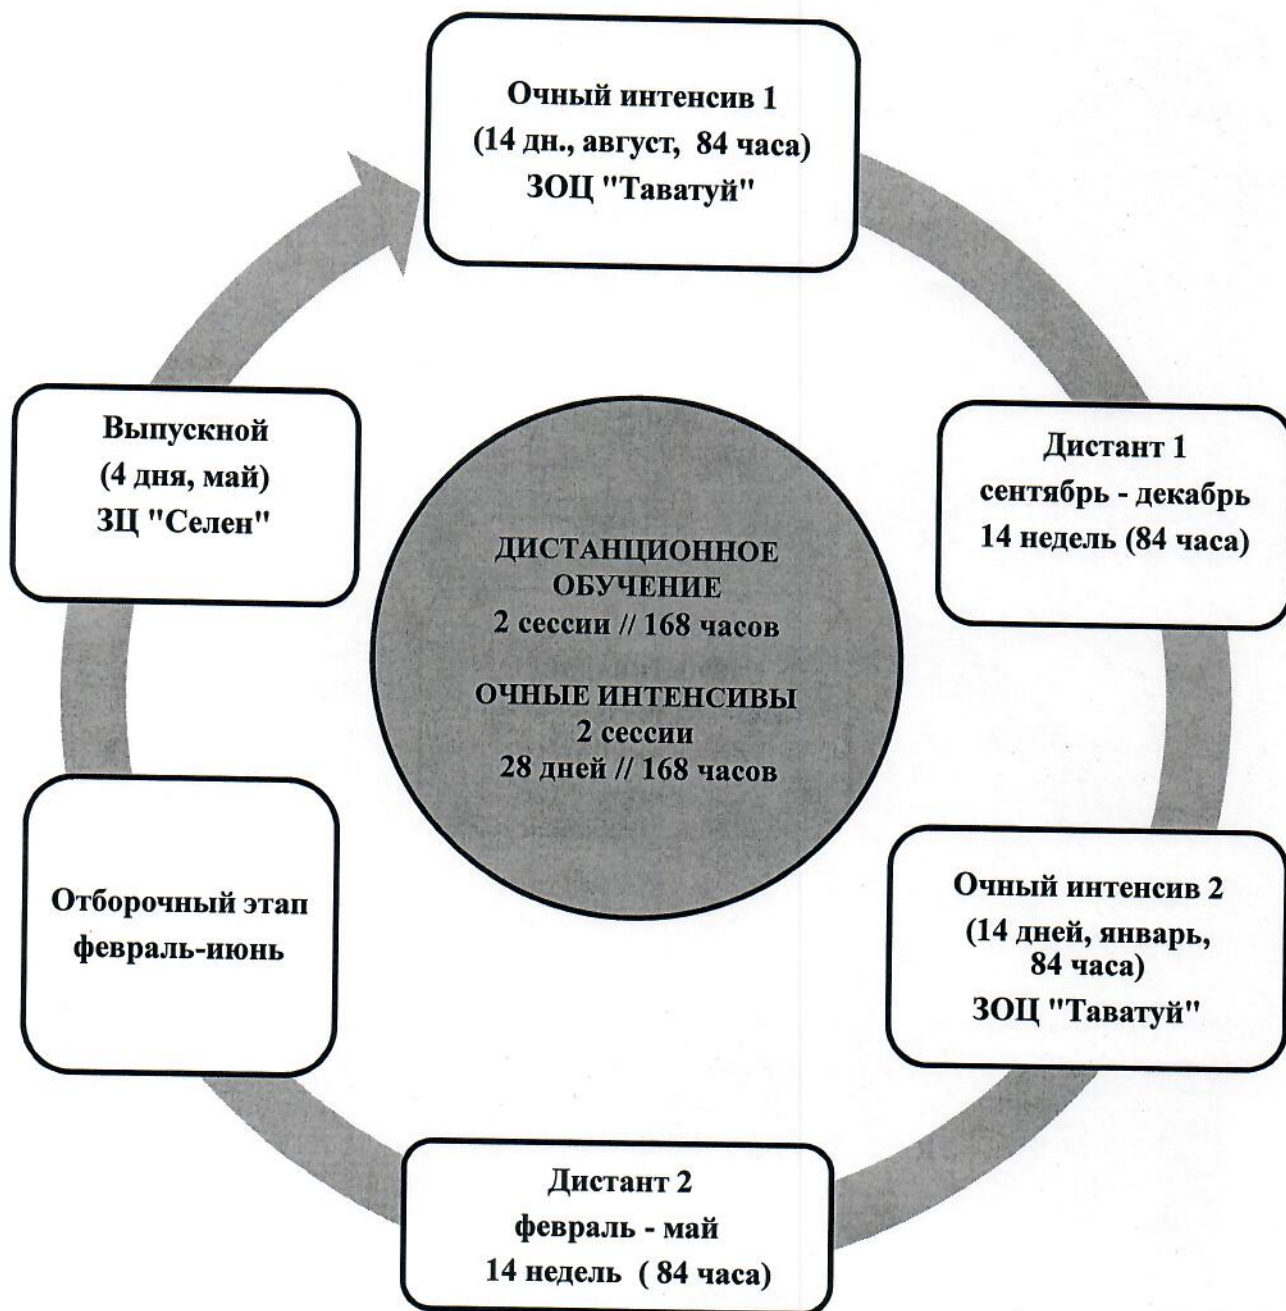 Очный интенсив 1
(14 дн., август, 84 часа)
ЗОЦ "Таватуй"
Дистант 1
сентябрь - декабрь
14 недель (84 часа)
Очный интенсив 2
(14 дней, январь,
84 часа)
ЗОЦ "Таватуй"
Дистант 2
февраль - май
14 недель ( 84 часа)
Отборочный этап
февраль-июнь
Выпускной
(4 дня, май)
ЗЦ "Селен"
ДИСТАНЦИОННОЕ
ОБУЧЕНИЕ
2 сессии // 168 часов
ОЧНЫЕ ИНТЕНСИВЫ
2 сессии
28 дней // 168 часов